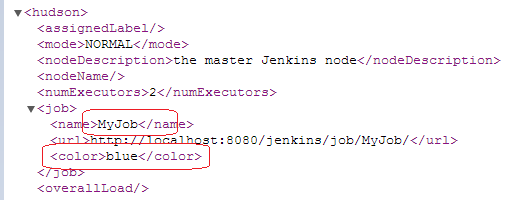 ▼<hudson>
<assignedLabel/>
<mode>NORMAL</mode>
<nodeDescription>the master Jenkins node</nodeDescription>
<nodeName/>
<numExecutors>2</numExecutors>
▼<job>
<name>MyJob</name>
<url>http://localhost:8080/jenkins/job/MyJob/</url>
<color>blue</color>
</job>
<overallLoad/>